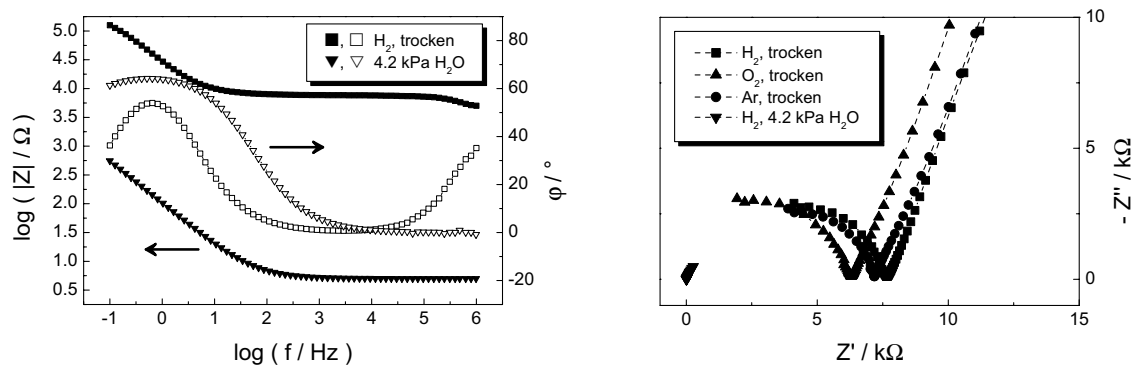 5.0
4.5
4.0
3.5
3.0
2.5
2.0
1.5
1.0
0.5
log ( |Z| / Ω )
-1 0 1 2 3 4 5 6
log ( f / Hz )
80
60
40
20
0
-20
φ / °
, H₂, trocken
, 4.2 kPa H₂O
H₂, trocken
O₂, trocken
Ar, trocken
H₂, 4.2 kPa H₂O
10
5
0
- Z'' / kΩ
0 5 10 15
Z' / kΩ